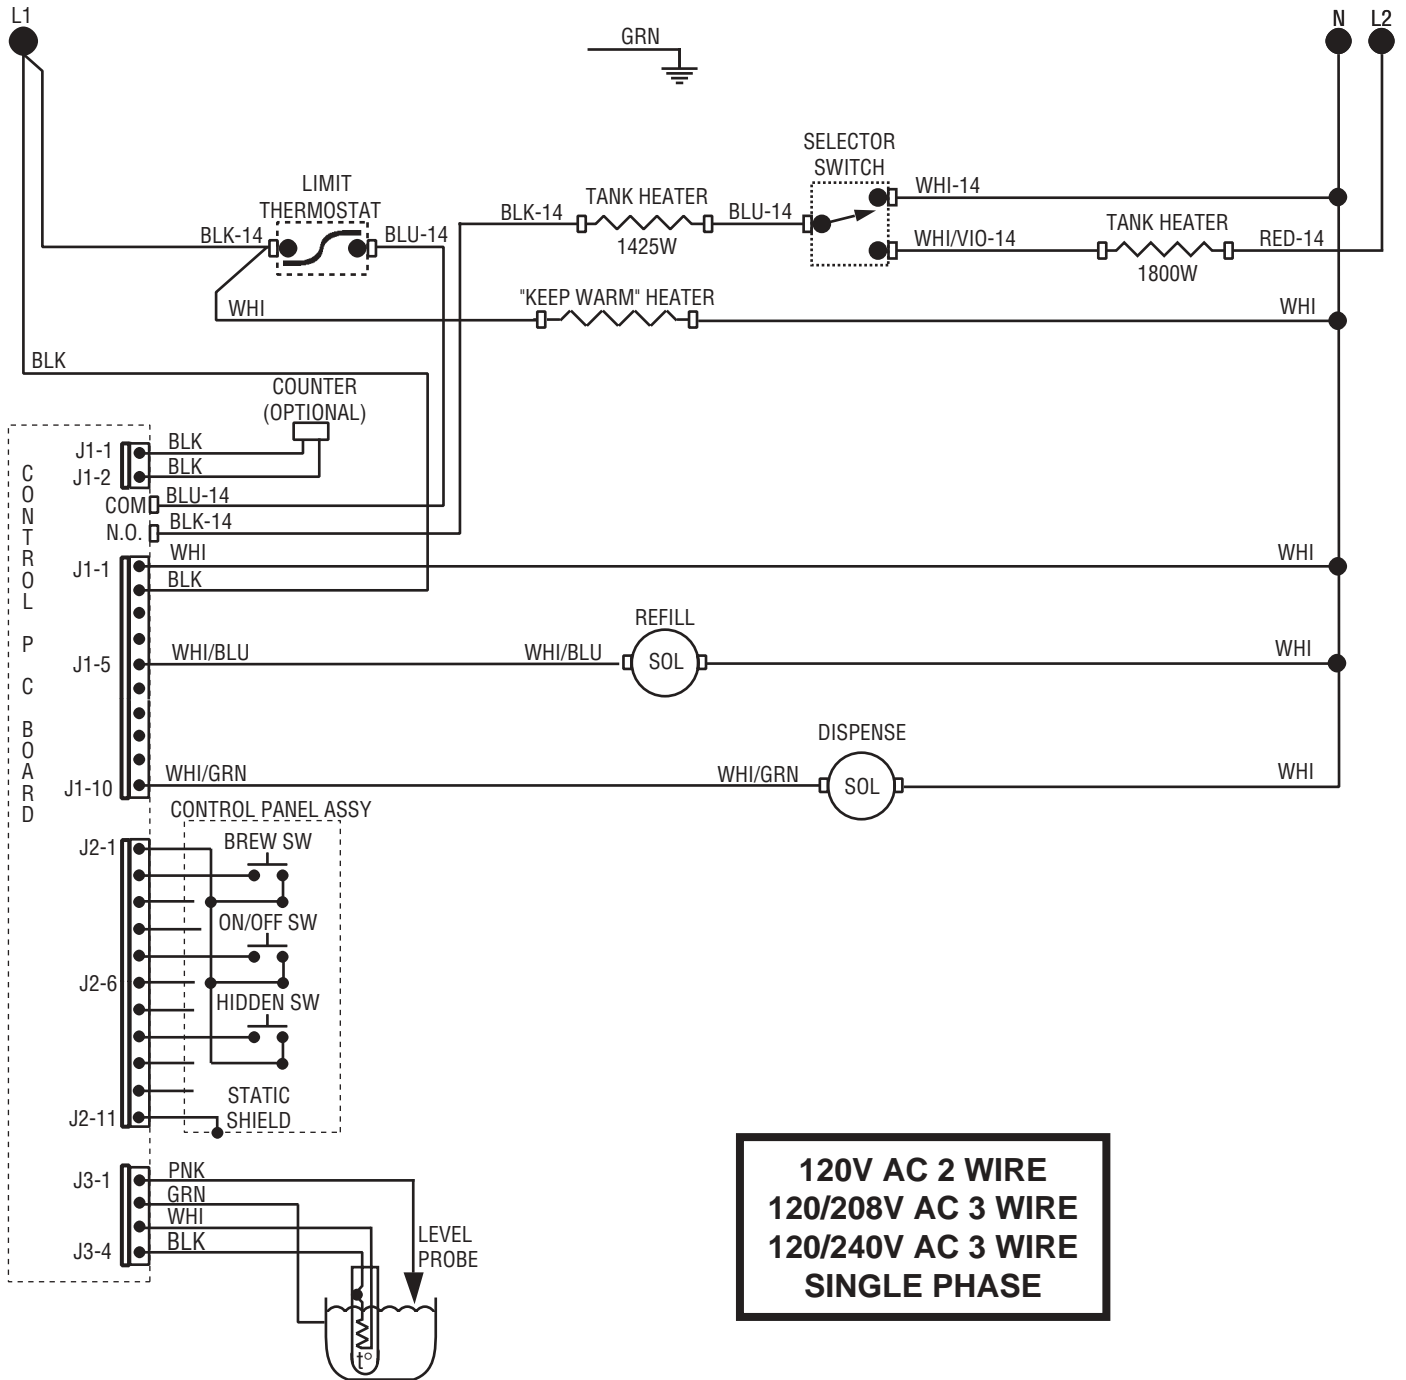 L1
N
L2
GRN
SELECTOR
SWITCH
LIMIT
THERMOSTAT
TANK HEATER
WHI-14
BLK-14
BLU-14
1425W
BLK-14
BLU-14
WHI/VIO-14
TANK HEATER
RED-14
1800W
"KEEP WARM" HEATER
WHI
WHI
BLK
COUNTER
(OPTIONAL)
CONTROL P C BOARD
J1-1
BLK
J1-2
BLK
COM
BLU-14
N.O.
BLK-14
J1-1
WHI
WHI
BLK
REFILL
J1-5
WHI/BLU
WHI/BLU
SOL
WHI
DISPENSE
J1-10
WHI/GRN
WHI/GRN
SOL
WHI
CONTROL PANEL ASSY
J2-1
BREW SW
ON/OFF SW
J2-6
HIDDEN SW
STATIC
SHIELD
J2-11
J3-1
PNK
GRN
WHI
J3-4
BLK
LEVEL
PROBE
t°
120V AC 2 WIRE
120/208V AC 3 WIRE
120/240V AC 3 WIRE
SINGLE PHASE